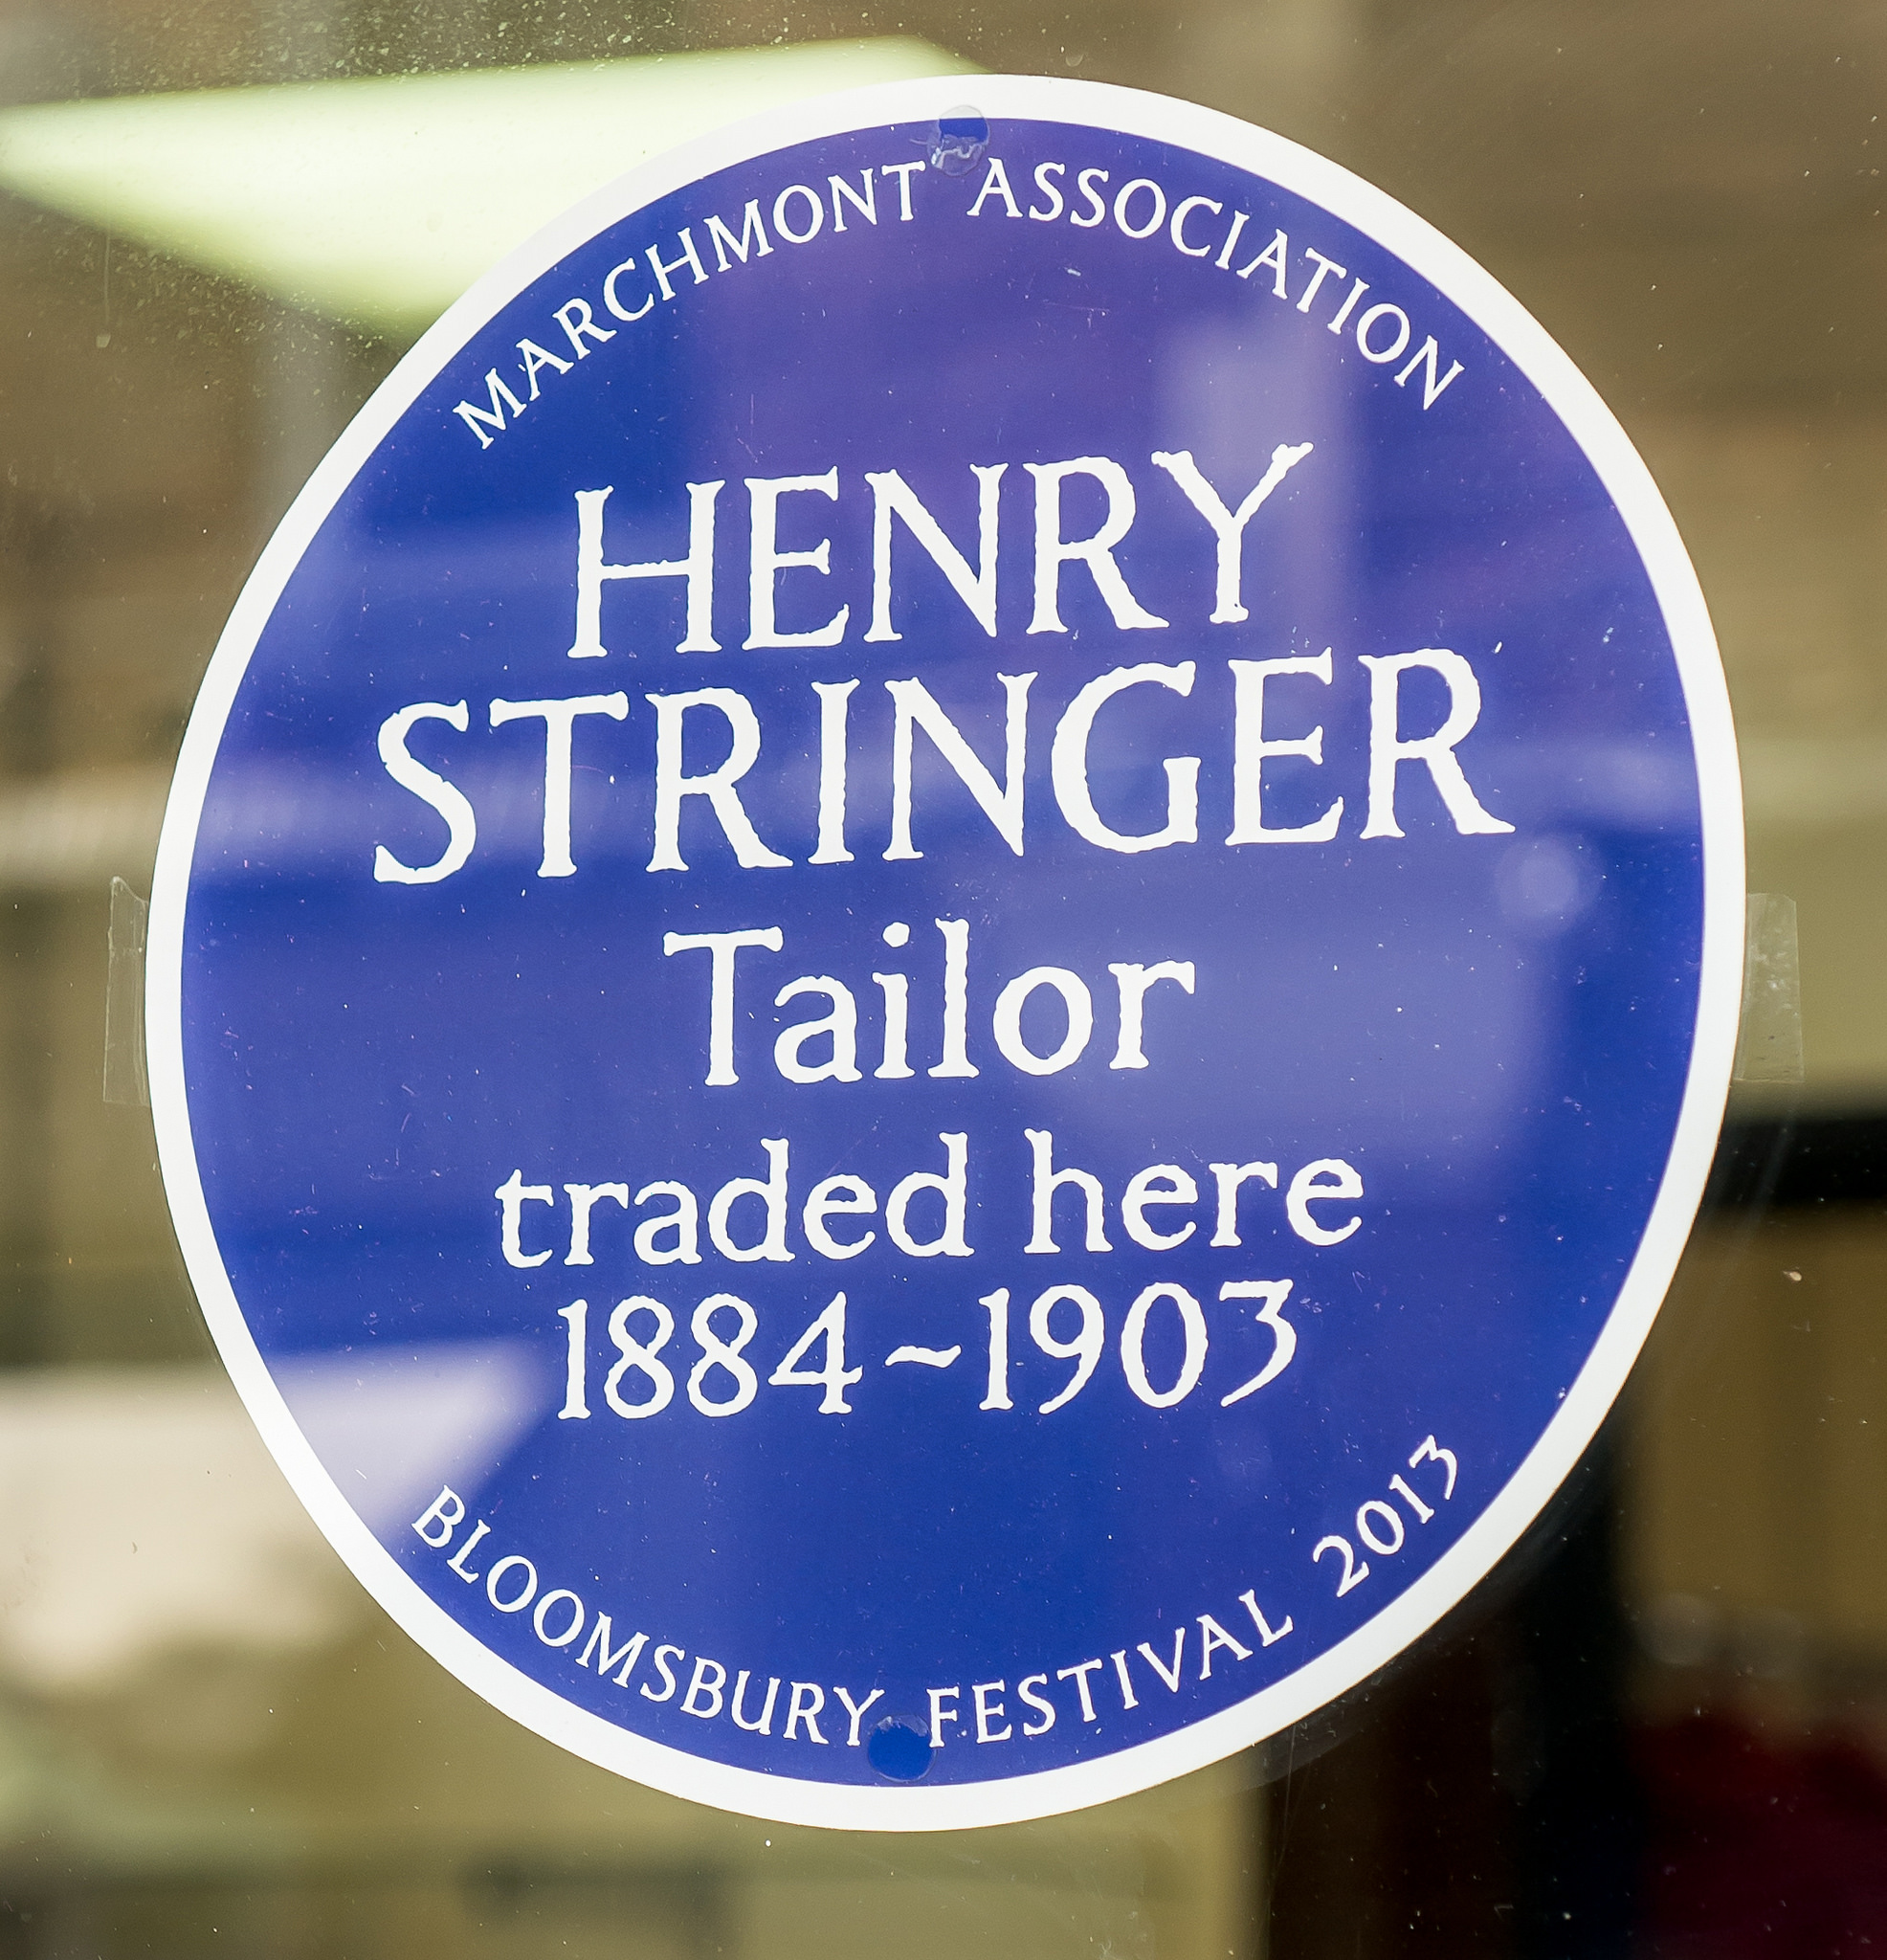 MARCHMONT ASSOCIATION
HENRY
STRINGER
Tailor
traded here
1884~1903
BLOOMSBURY FESTIVAL 2013